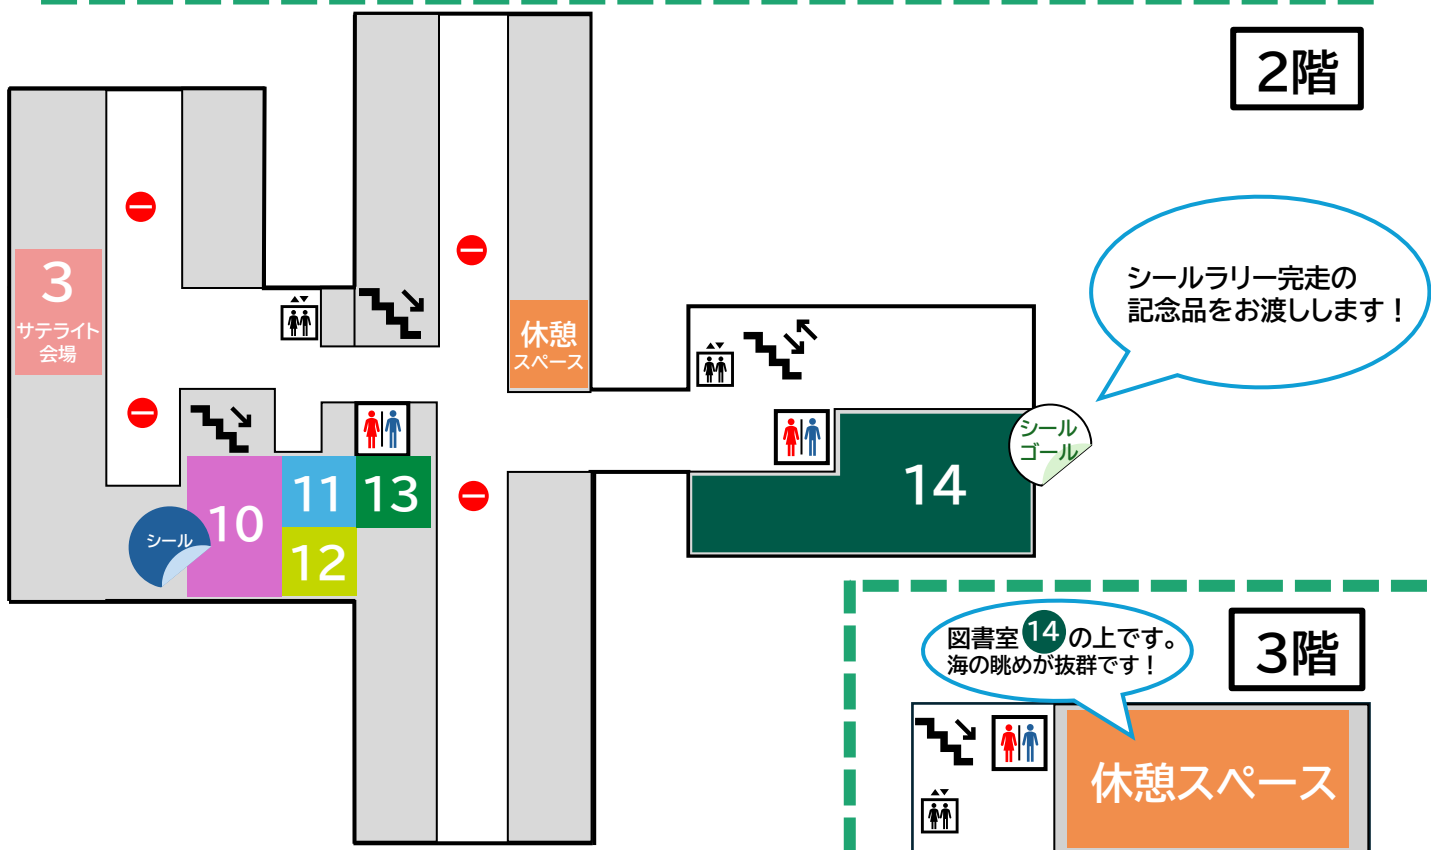 2階
シールラリー完走の
記念品をお渡しします！
3
サテライト
会場
休憩
スペース
シール
ゴール
14
10
11
13
12
シール
図書室14の上です。
海の眺めが抜群です！
3階
休憩スペース